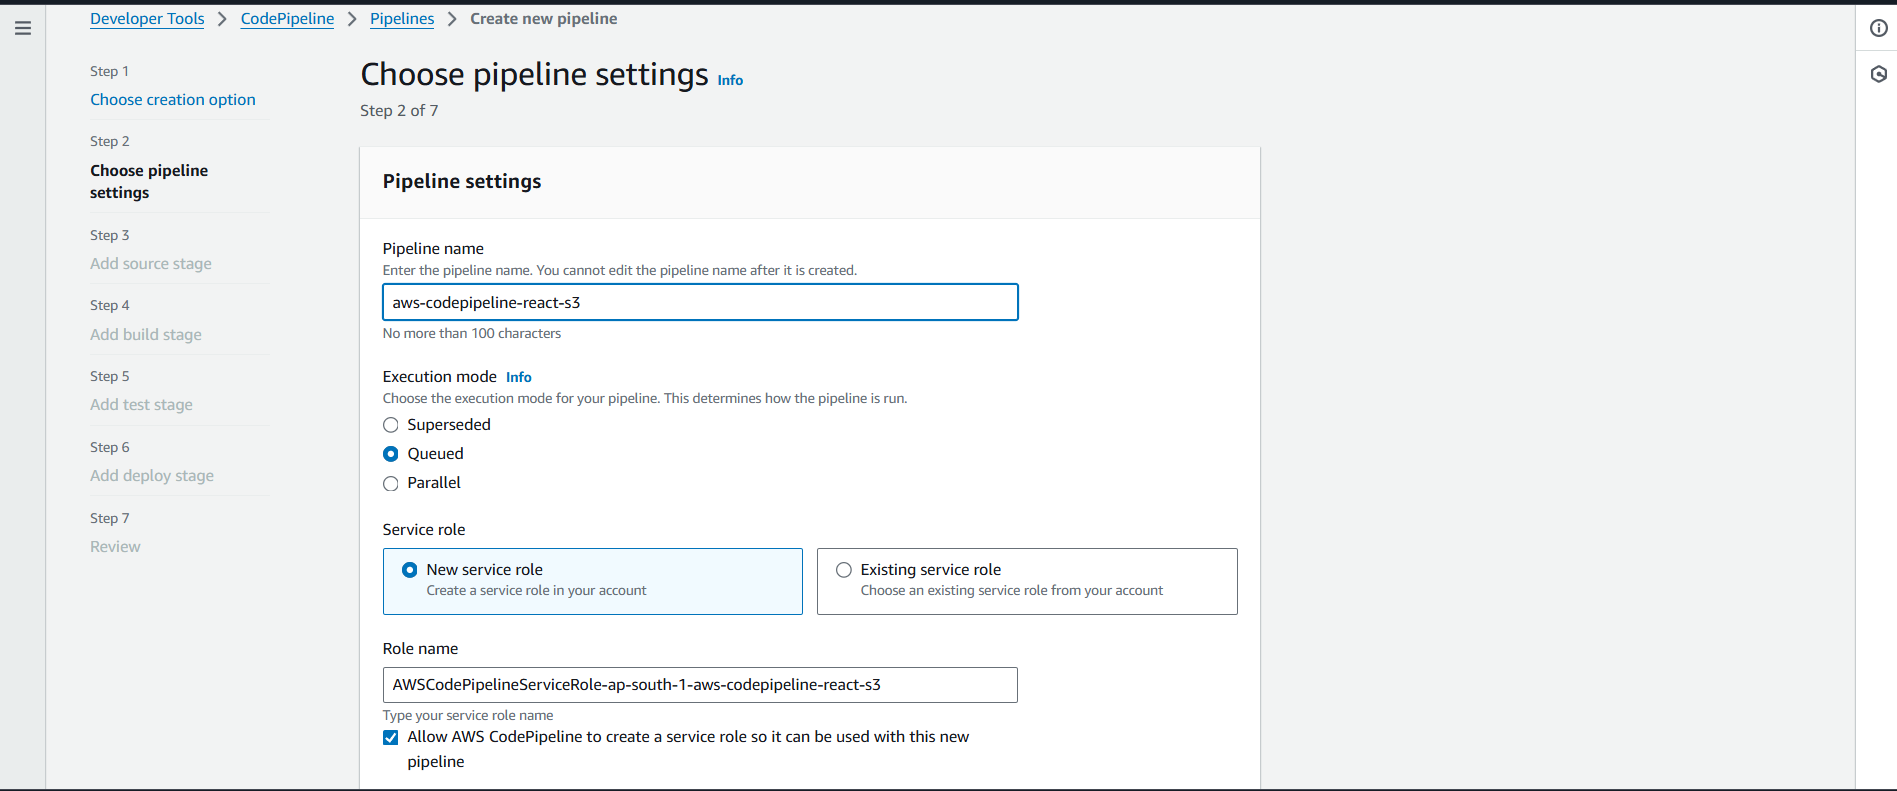 Developer Tools > CodePipeline > Pipelines > Create new pipeline
Step 1
Choose creation option
Step 2
Choose pipeline
settings
Step 3
Add source stage
Step 4
Add build stage
Step 5
Add test stage
Step 6
Add deploy stage
Step 7
Review
Choose pipeline settings Info
Step 2 of 7
Pipeline settings
Pipeline name
Enter the pipeline name. You cannot edit the pipeline name after it is created.
aws-codepipeline-react-s3
No more than 100 characters
Execution mode Info
Choose the execution mode for your pipeline. This determines how the pipeline is run.
Superseded
Queued
Parallel
Service role
New service role
Create a service role in your account
Existing service role
Choose an existing service role from your account
Role name
AWSCodePipelineServiceRole-ap-south-1-aws-codepipeline-react-s3
Type your service role name
Allow AWS CodePipeline to create a service role so it can be used with this new
pipeline